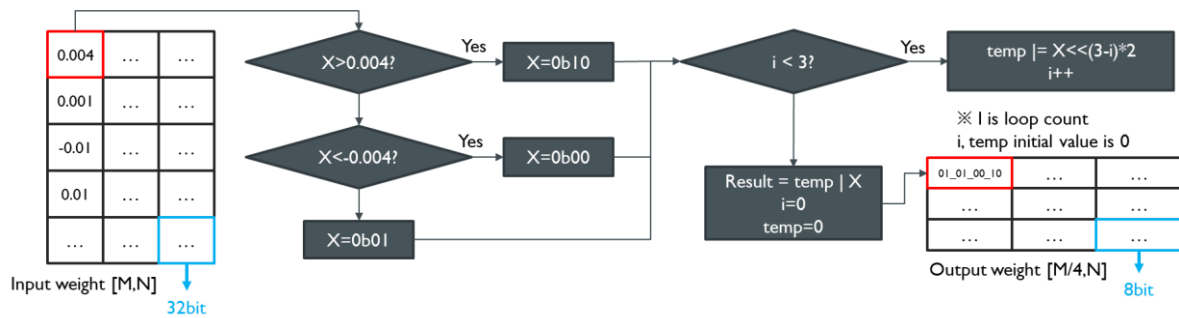 0.004 … …
0.001 … …
-0.01 … …
0.01 … …
… … …
Input weight [M,N]
32bit
X>0.004?
Yes
X=0b10
X<-0.004?
Yes
X=0b00
X=0b01
i < 3?
Yes
temp |= X<<(3-i)*2
i++
※ I is loop count
i, temp initial value is 0
Result = temp | X
i=0
temp=0
01_01_00_10 … …
… … …
… … …
Output weight [M/4,N]
8bit